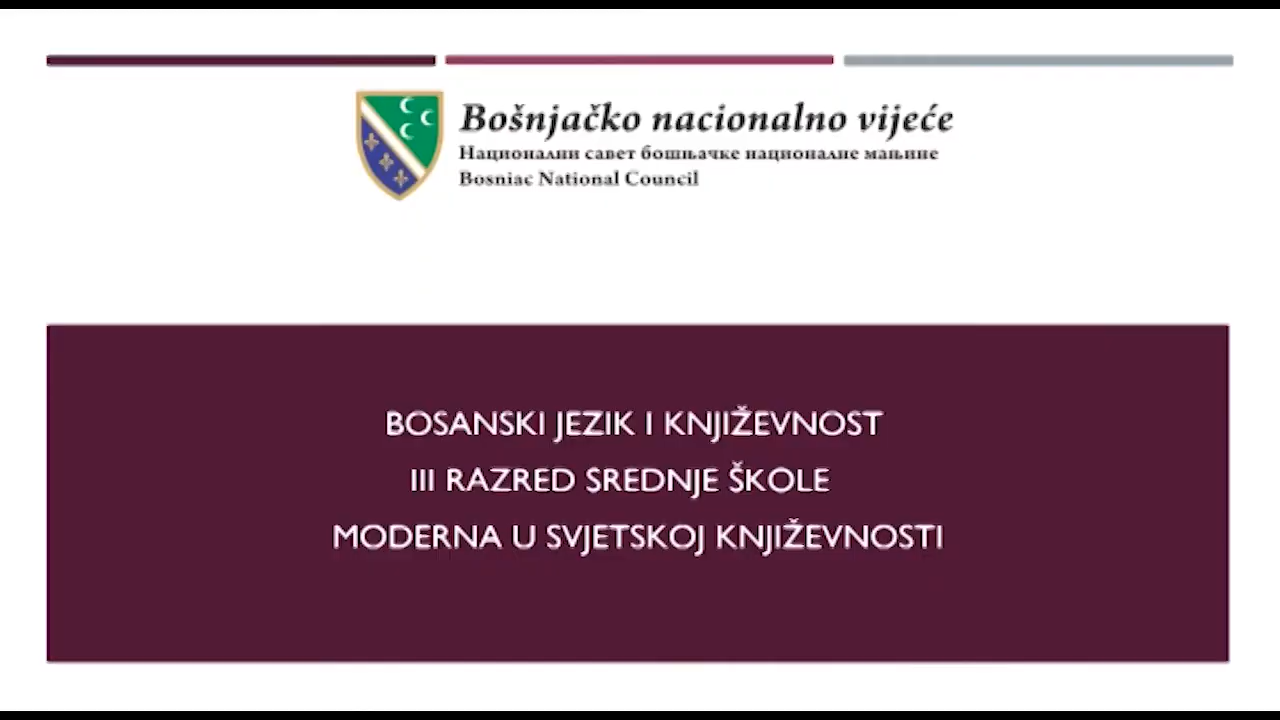 Bošnjačko nacionalno vijeće
Национални савет бошњачке националне мањине
Bosniac National Council
BOSANSKI JEZIK I KNJIŽEVNOST
III RAZRED SREDNJE ŠKOLE
MODERNA U SVJETSKOJ KNJIŽEVNOSTI